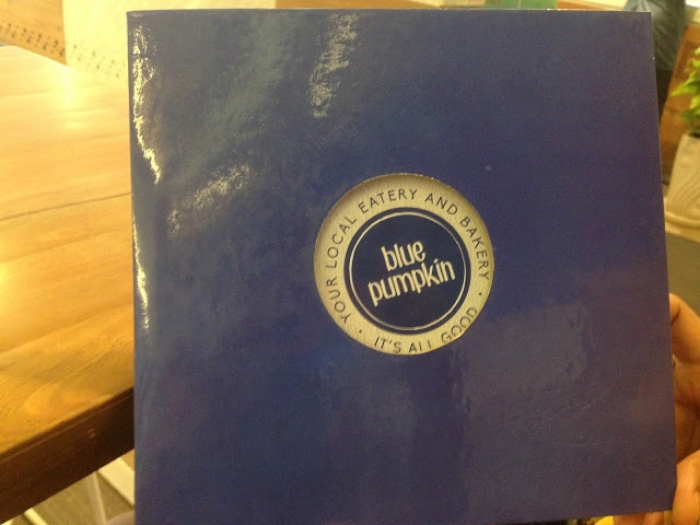 YOUR LOCAL EATERY AND BAKERY
blue
pumpkin
· IT'S ALL GOOD ·